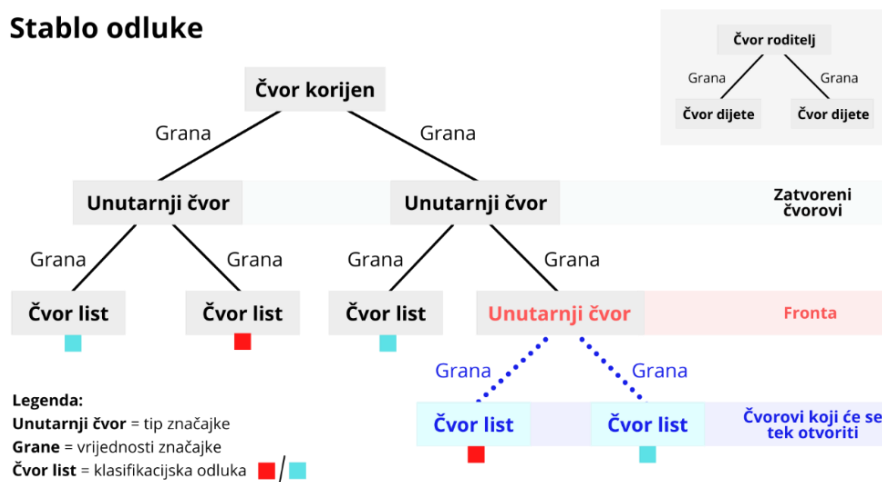 Stablo odluke
Čvor roditelj
Grana
Grana
Čvor dijete
Čvor dijete
Čvor korijen
Grana
Grana
Unutarnji čvor
Unutarnji čvor
Zatvoreni
čvorovi
Grana
Grana
Grana
Grana
Čvor list
Čvor list
Čvor list
Unutarnji čvor
Fronta
Grana
Grana
Čvor list
Čvor list
Čvorovi koji će se
tek otvoriti
Legenda:
Unutarnji čvor = tip značajke
Grane = vrijednosti značajke
Čvor list = klasifikacijska odluka /